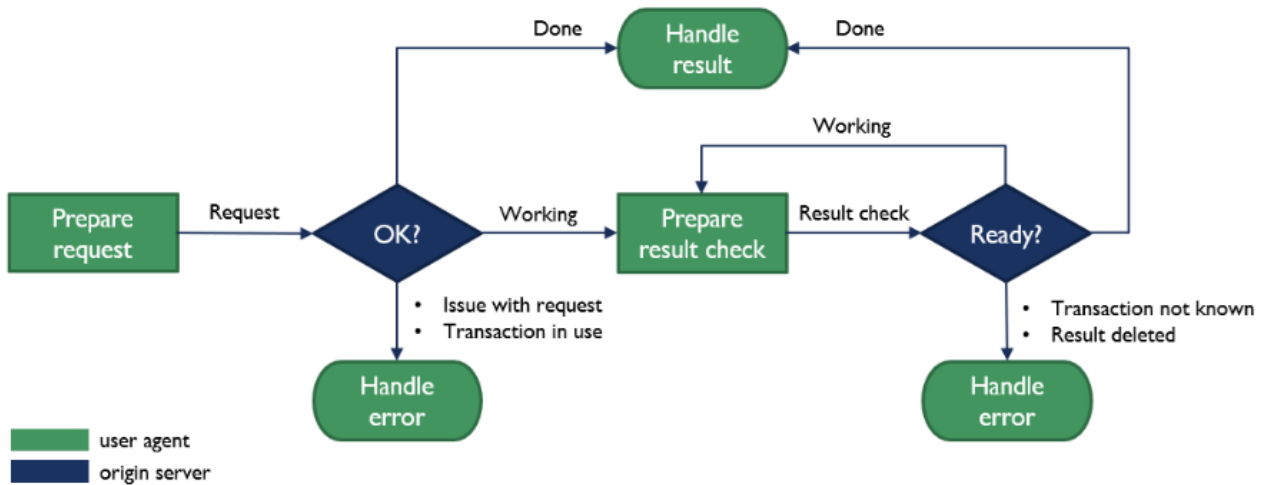 Done
Handle
result
Done
Working
Prepare
request
Request
OK?
Working
Prepare
result check
Result check
Ready?
• Issue with request
• Transaction in use
• Transaction not known
• Result deleted
Handle
error
Handle
error
user agent
origin server